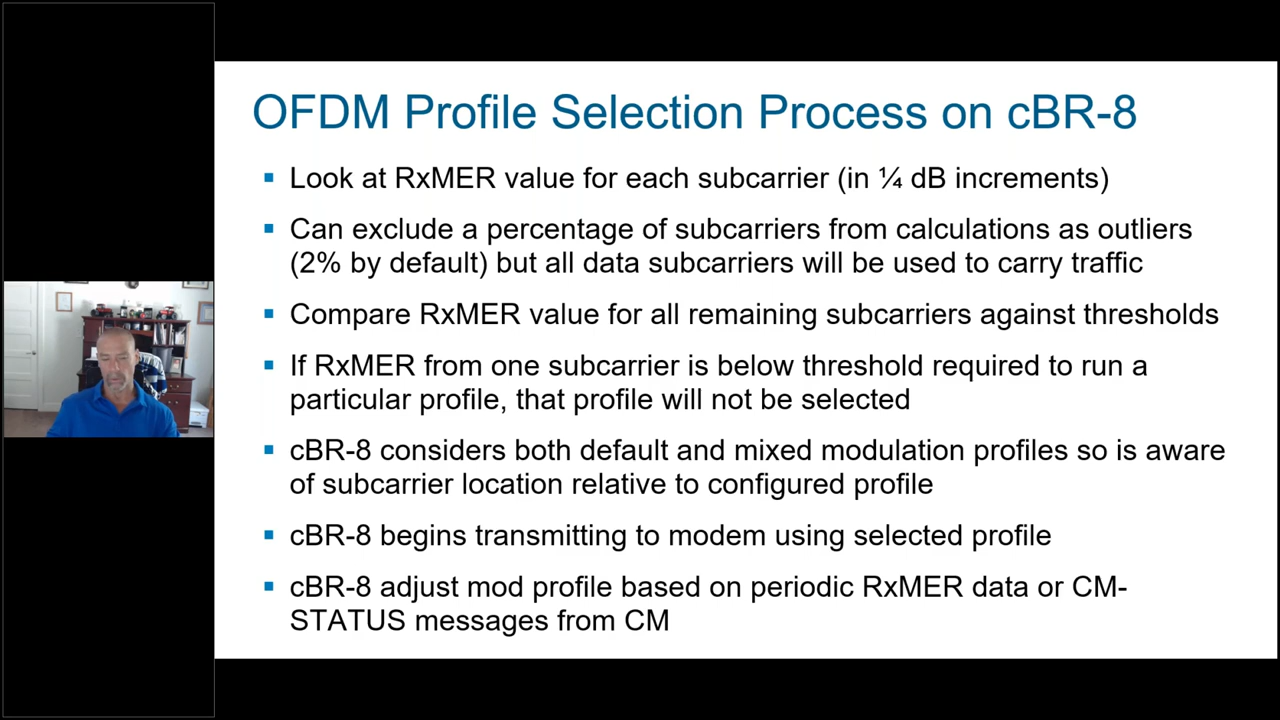 OFDM Profile Selection Process on cBR-8
▪ Look at RxMER value for each subcarrier (in ¼ dB increments)
▪ Can exclude a percentage of subcarriers from calculations as outliers
(2% by default) but all data subcarriers will be used to carry traffic
▪ Compare RxMER value for all remaining subcarriers against thresholds
▪ If RxMER from one subcarrier is below threshold required to run a
particular profile, that profile will not be selected
▪ cBR-8 considers both default and mixed modulation profiles so is aware
of subcarrier location relative to configured profile
▪ cBR-8 begins transmitting to modem using selected profile
▪ cBR-8 adjust mod profile based on periodic RxMER data or CM-
STATUS messages from CM